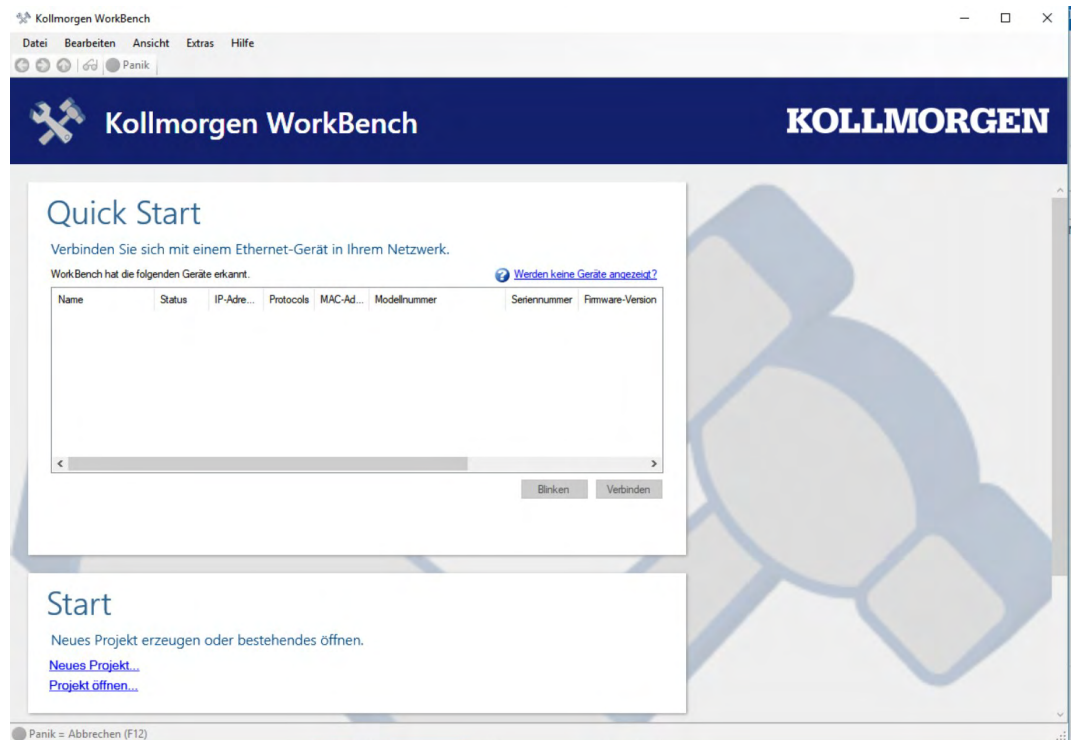 Kollmorgen WorkBench
Datei Bearbeiten Ansicht Extras Hilfe
Panik
Kollmorgen WorkBench
KOLLMORGEN
Quick Start
Verbinden Sie sich mit einem Ethernet-Gerät in Ihrem Netzwerk.
WorkBench hat die folgenden Geräte erkannt.
Werden keine Geräte angezeigt?
Name Status IP-Adre... Protocols MAC-Ad... Modellnummer Seriennummer Firmware-Version
Blinken Verbinden
Start
Neues Projekt erzeugen oder bestehendes öffnen.
Neues Projekt...
Projekt öffnen...
Panik = Abbrechen (F12)